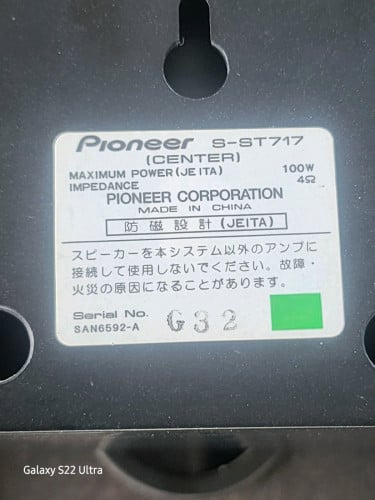 Pioneer S-ST717
(CENTER)
MAXIMUM POWER(JEITA) 100W
IMPEDANCE 4Ω
PIONEER CORPORATION
MADE IN CHINA
防磁設計(JEITA)
スピーカーを本システム以外のアンプに
接続して使用しないでください。故障・
火災の原因になることがあります。
Serial No. G32
SAN6592-A
Galaxy S22 Ultra